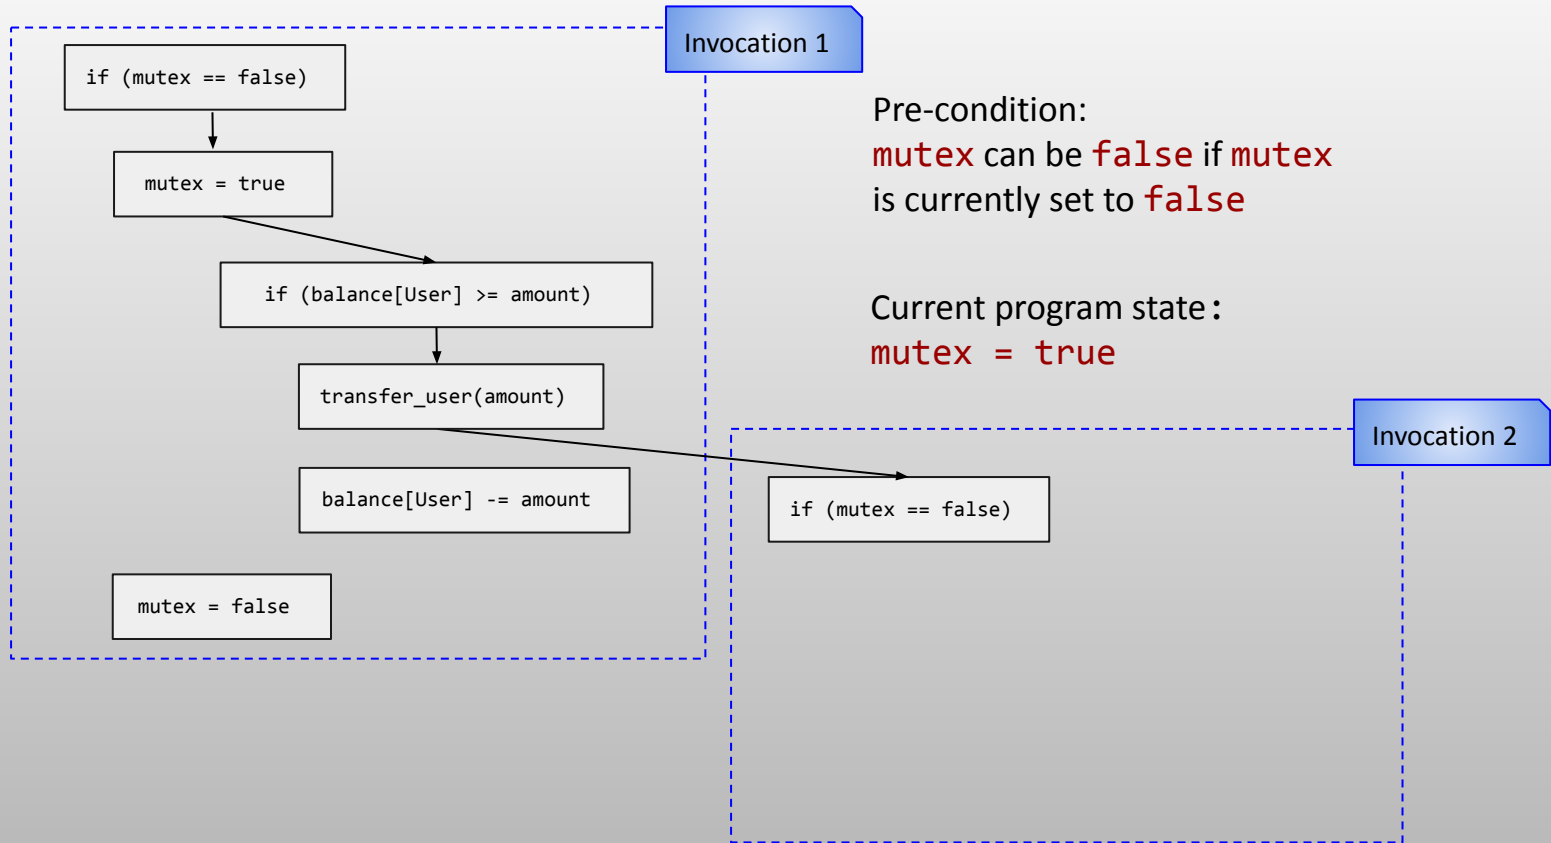 Invocation 1
if (mutex == false)
mutex = true
if (balance[User] >= amount)
transfer_user(amount)
balance[User] -= amount
mutex = false
Pre-condition:
mutex can be false if mutex
is currently set to false
Current program state:
mutex = true
Invocation 2
if (mutex == false)